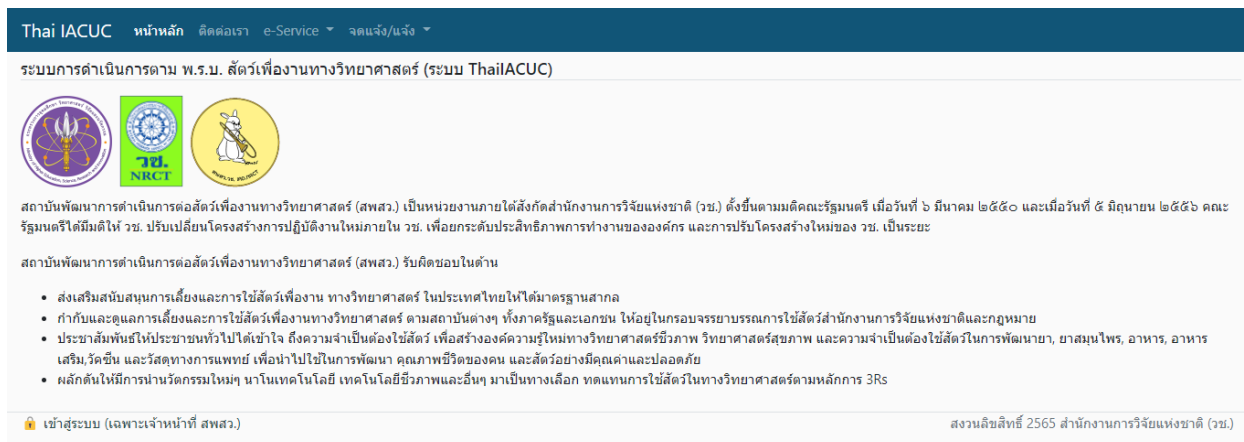 Thai IACUC หน้าหลัก ติดต่อเรา e-Service จดแจ้ง/แจ้ง
ระบบการดำเนินการตาม พ.ร.บ. สัตว์เพื่องานทางวิทยาศาสตร์ (ระบบ ThaiIACUC)
วช.
NRCT
สถาบันพัฒนาการดำเนินการต่อสัตว์เพื่องานทางวิทยาศาสตร์ (สพสว.) เป็นหน่วยงานภายใต้สังกัดสำนักงานการวิจัยแห่งชาติ (วช.) ตั้งขึ้นตามมติคณะรัฐมนตรี เมื่อวันที่ ๖ มีนาคม ๒๕๕๐ และเมื่อวันที่ ๕ มิถุนายน ๒๕๕๖ คณะ
รัฐมนตรีได้มีมติให้ วช. ปรับเปลี่ยนโครงสร้างการปฏิบัติงานใหม่ภายใน วช. เพื่อยกระดับประสิทธิภาพการทำงานขององค์กร และการปรับโครงสร้างใหม่ของ วช. เป็นระยะ
สถาบันพัฒนาการดำเนินการต่อสัตว์เพื่องานทางวิทยาศาสตร์ (สพสว.) รับผิดชอบในด้าน
• ส่งเสริมสนับสนุนการเลี้ยงและการใช้สัตว์เพื่องาน ทางวิทยาศาสตร์ ในประเทศไทยให้ได้มาตรฐานสากล
• กำกับและดูแลการเลี้ยงและการใช้สัตว์เพื่องานทางวิทยาศาสตร์ ตามสถาบันต่างๆ ทั้งภาครัฐและเอกชน ให้อยู่ในกรอบจรรยาบรรณการใช้สัตว์สำนักงานการวิจัยแห่งชาติและกฎหมาย
• ประชาสัมพันธ์ให้ประชาชนทั่วไปได้เข้าใจ ถึงความจำเป็นต้องใช้สัตว์ เพื่อสร้างองค์ความรู้ใหม่ทางวิทยาศาสตร์ชีวภาพ วิทยาศาสตร์สุขภาพ และความจำเป็นต้องใช้สัตว์ในการพัฒนายา, ยาสมุนไพร, อาหาร, อาหาร
เสริม,วัคซีน และวัสดุทางการแพทย์ เพื่อนำไปใช้ในการพัฒนา คุณภาพชีวิตของคน และสัตว์อย่างมีคุณค่าและปลอดภัย
• ผลักดันให้มีการนำนวัตกรรมใหม่ๆ นาโนเทคโนโลยี เทคโนโลยีชีวภาพและอื่นๆ มาเป็นทางเลือก ทดแทนการใช้สัตว์ในทางวิทยาศาสตร์ตามหลักการ 3Rs
เข้าสู่ระบบ (เฉพาะเจ้าหน้าที่ สพสว.) สงวนลิขสิทธิ์ 2565 สำนักงานการวิจัยแห่งชาติ (วช.)